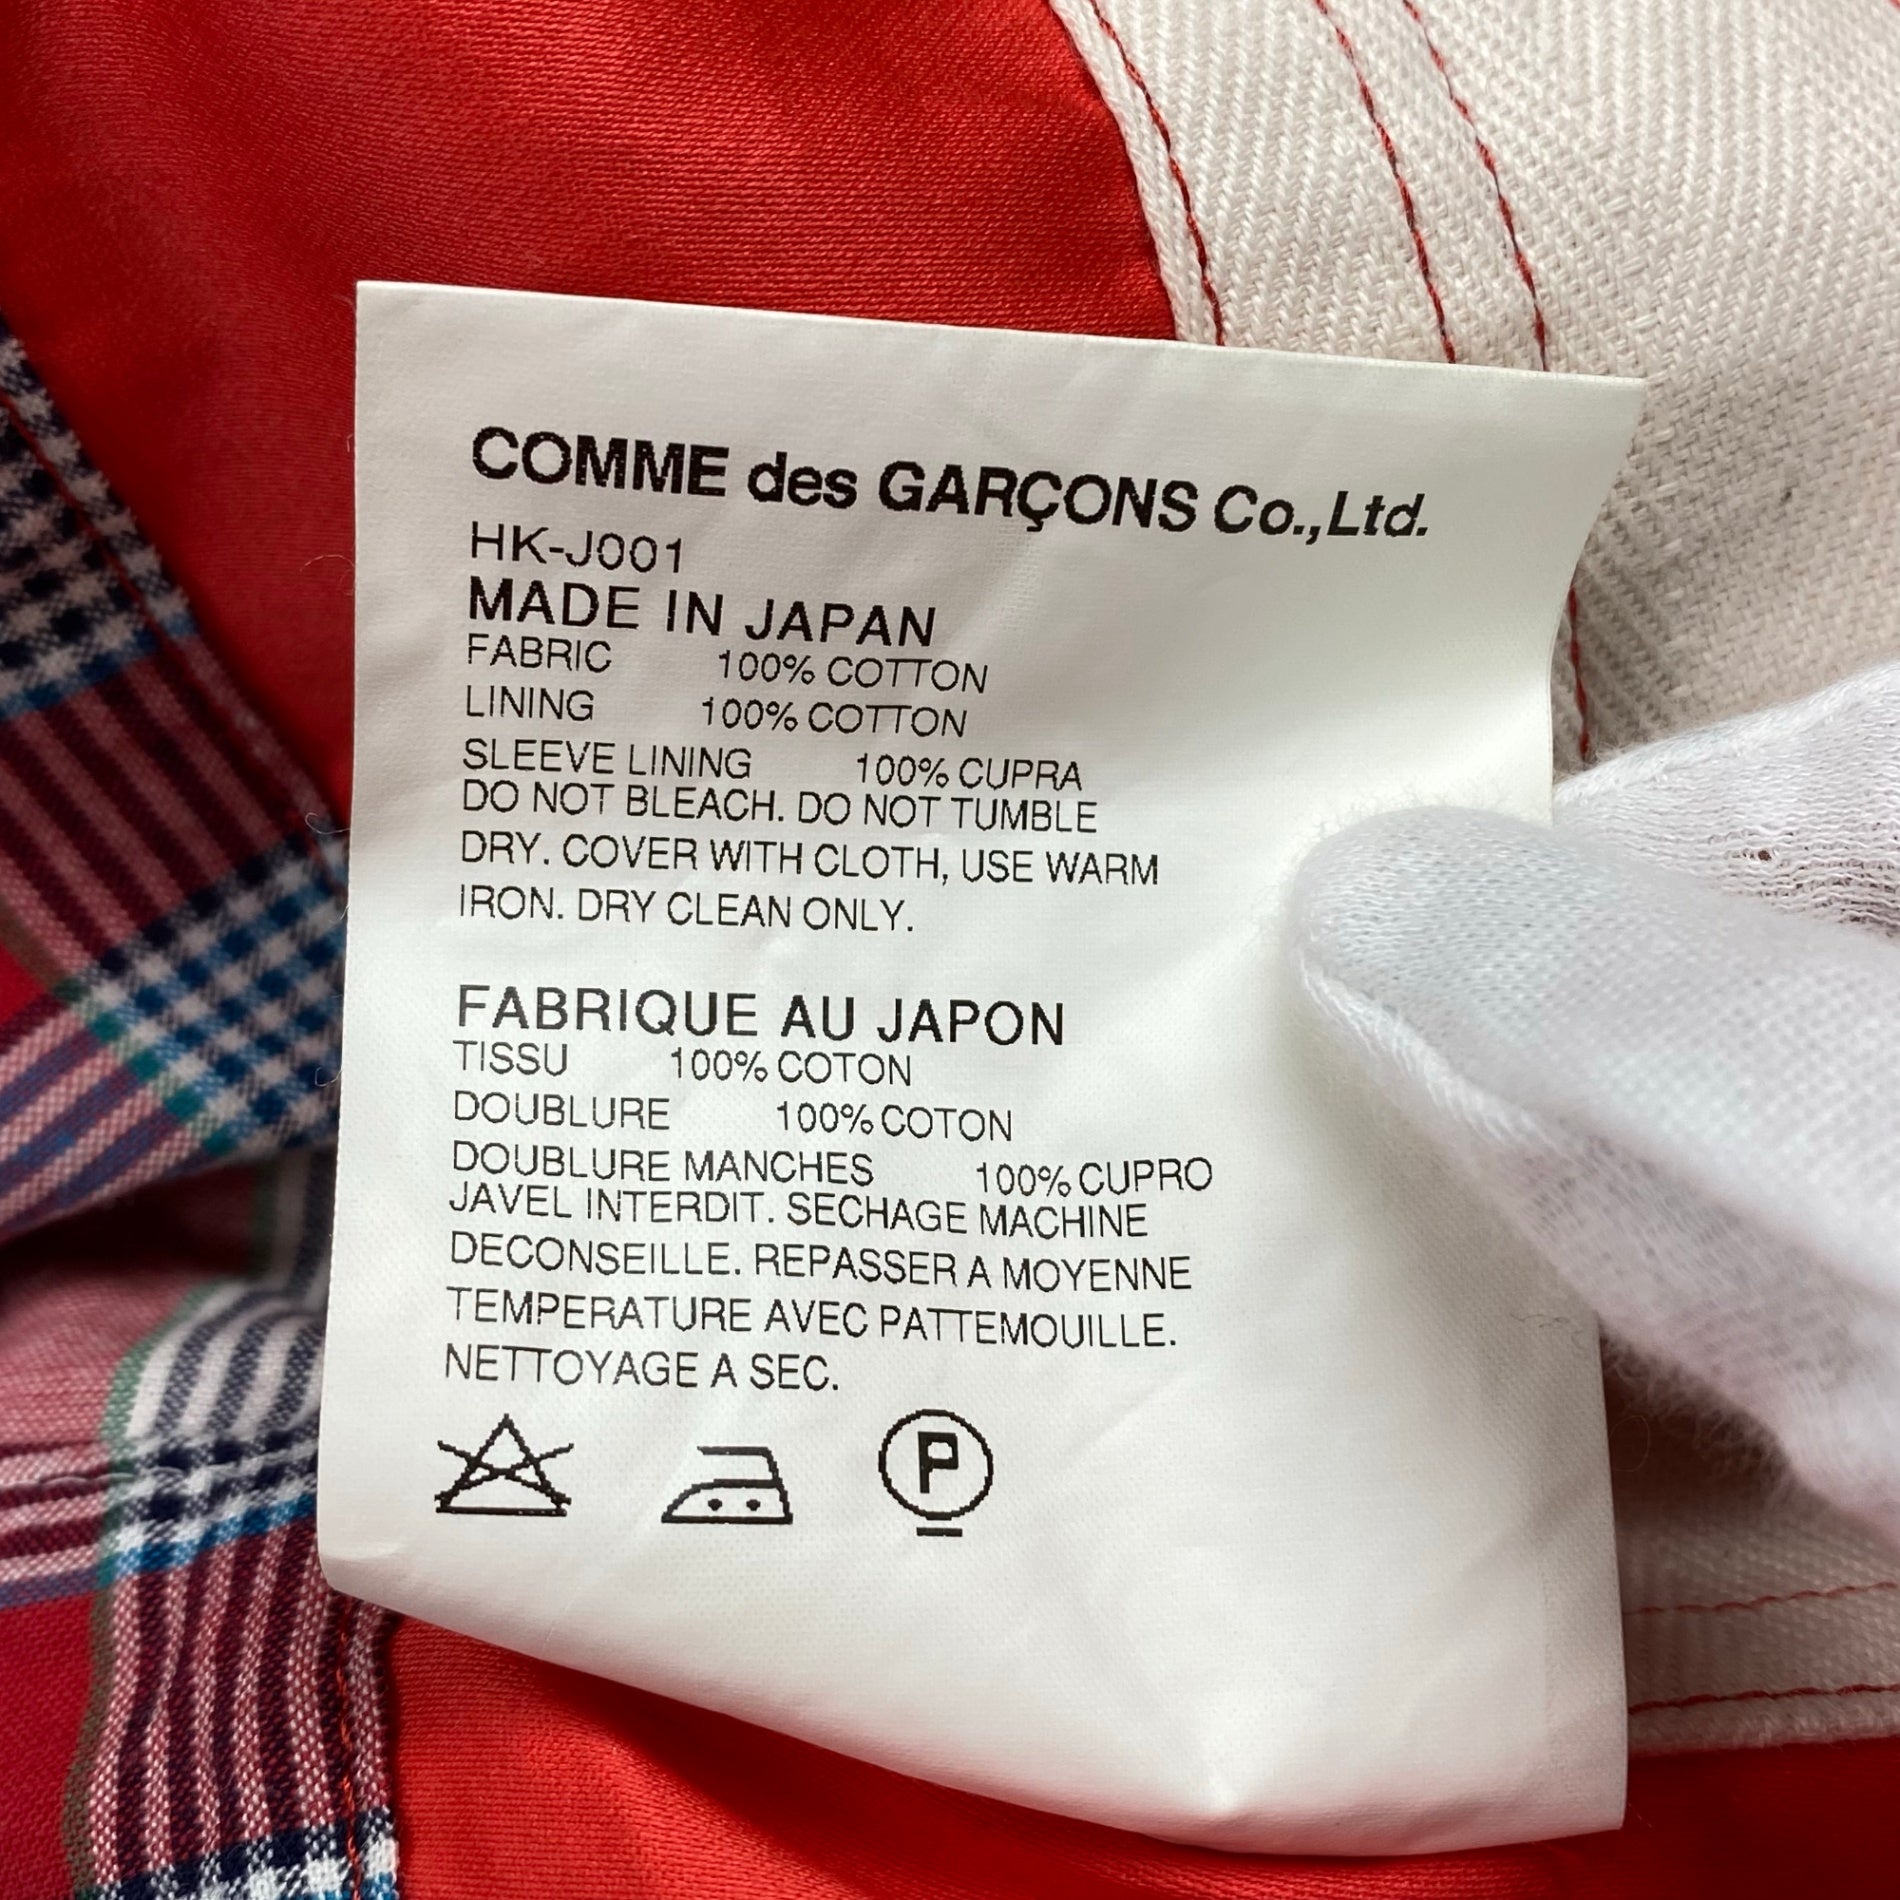 COMME des GARÇONS Co.,Ltd.
HK-J001
MADE IN JAPAN
FABRIC 100% COTTON
LINING 100% COTTON
SLEEVE LINING 100% CUPRA
DO NOT BLEACH. DO NOT TUMBLE
DRY. COVER WITH CLOTH, USE WARM
IRON. DRY CLEAN ONLY.
FABRIQUE AU JAPON
TISSU 100% COTON
DOUBLURE 100% COTON
DOUBLURE MANCHES 100% CUPRO
JAVEL INTERDIT. SECHAGE MACHINE
DECONSEILLE. REPASSER A MOYENNE
TEMPERATURE AVEC PATTEMOUILLE.
NETTOYAGE A SEC.
P